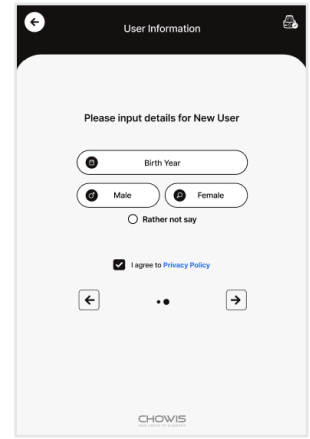 User Information
Please input details for New User
Birth Year
Male
Female
Rather not say
I agree to Privacy Policy
CHOWIS